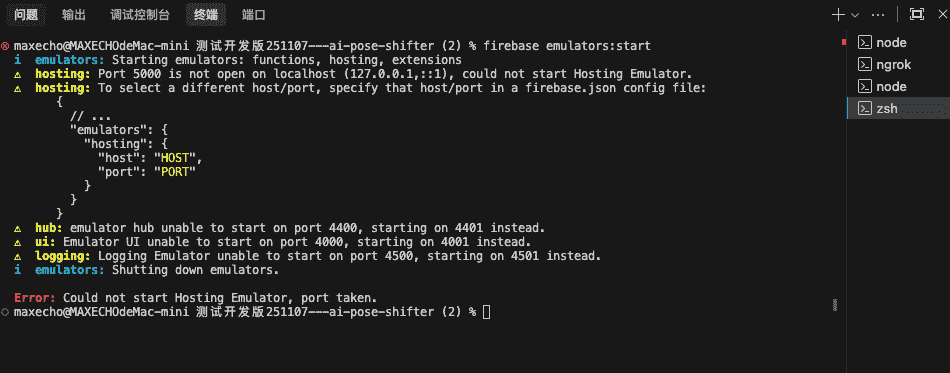 问题 输出 调试控制台 终端 端口
maxecho@MAXECHOdeMac-mini 测试开发版251107---ai-pose-shifter (2) % firebase emulators:start
i  emulators: Starting emulators: functions, hosting, extensions
⚠  hosting: Port 5000 is not open on localhost (127.0.0.1,::1), could not start Hosting Emulator.
⚠  hosting: To select a different host/port, specify that host/port in a firebase.json config file:
      {
        // ...
        "emulators": {
          "hosting": {
            "host": "HOST",
            "port": "PORT"
          }
        }
      }
⚠  hub: emulator hub unable to start on port 4400, starting on 4401 instead.
⚠  ui: Emulator UI unable to start on port 4000, starting on 4001 instead.
⚠  logging: Logging Emulator unable to start on port 4500, starting on 4501 instead.
i  emulators: Shutting down emulators.
Error: Could not start Hosting Emulator, port taken.
maxecho@MAXECHOdeMac-mini 测试开发版251107---ai-pose-shifter (2) %
node
ngrok
node
zsh